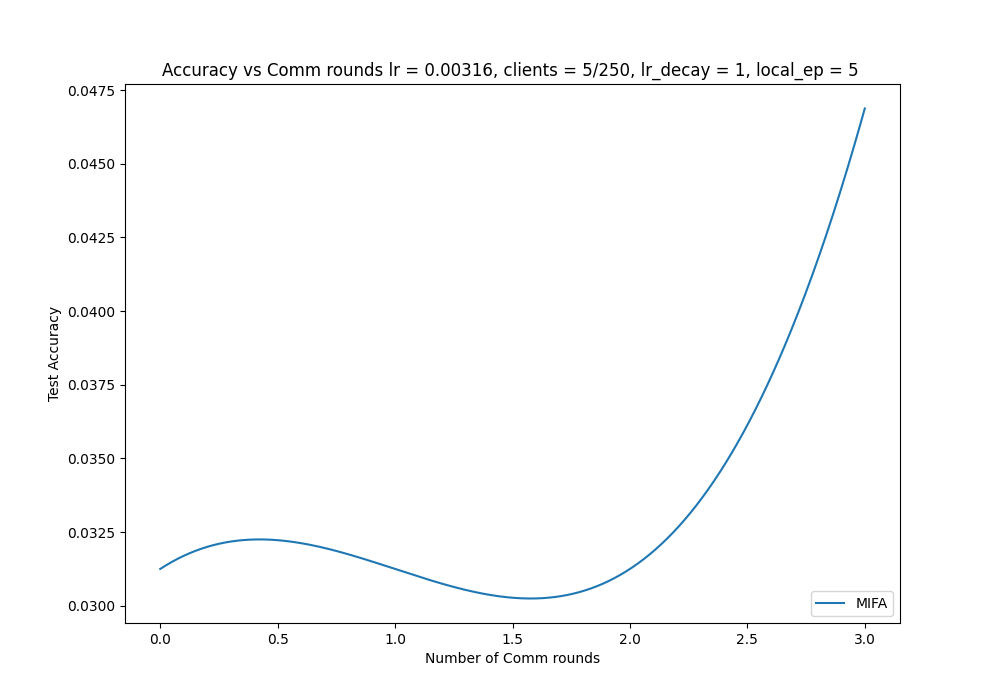 Accuracy vs Comm rounds lr = 0.00316, clients = 5/250, lr_decay = 1, local_ep = 5
0.0475
0.0450
0.0425
0.0400
0.0375
0.0350
0.0325
0.0300
Test Accuracy
MIFA
0.0 0.5 1.0 1.5 2.0 2.5 3.0
Number of Comm rounds